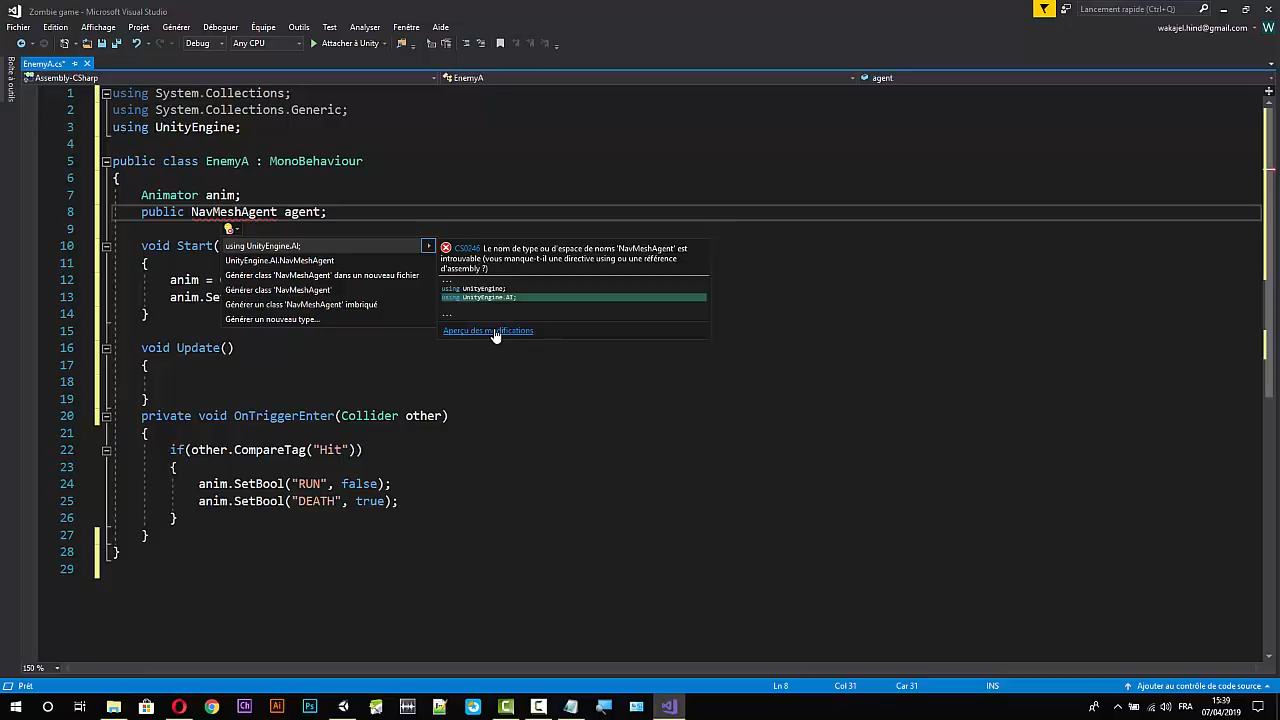 Zombie game - Microsoft Visual Studio
Lancement rapide (Ctrl+Q)
Fichier Edition Affichage Projet Générer Déboguer Équipe Outils Test Analyser Fenêtre Aide
wakajel.hind@gmail.com W
Debug Any CPU Attacher à Unity
Boîte à outils
EnemyA.cs*
Assembly-CSharp EnemyA agent
1 using System.Collections;
2 using System.Collections.Generic;
3 using UnityEngine;
4
5 public class EnemyA : MonoBehaviour
6 {
7 Animator anim;
8 public NavMeshAgent agent;
9
10 void Start(
11 {
12 anim =
13 anim.Se
14 }
15
16 void Update()
17 {
18
19 }
20 private void OnTriggerEnter(Collider other)
21 {
22 if(other.CompareTag("Hit"))
23 {
24 anim.SetBool("RUN", false);
25 anim.SetBool("DEATH", true);
26 }
27 }
28 }
29
using UnityEngine.AI;
UnityEngine.AI.NavMeshAgent
Générer class 'NavMeshAgent' dans un nouveau fichier
Générer class 'NavMeshAgent'
Générer un class 'NavMeshAgent' imbriqué
Générer un nouveau type...
CS0246 Le nom de type ou d'espace de noms 'NavMeshAgent' est
introuvable (vous manque-t-il une directive using ou une référence
d'assembly ?)
...
using UnityEngine;
using UnityEngine.AI;
...
Aperçu des modifications
150 %
Prêt Ln 8 Col 31 Car 31 INS Ajouter au contrôle de code source
Ch Ai Ps FRA 15:39
07/04/2019